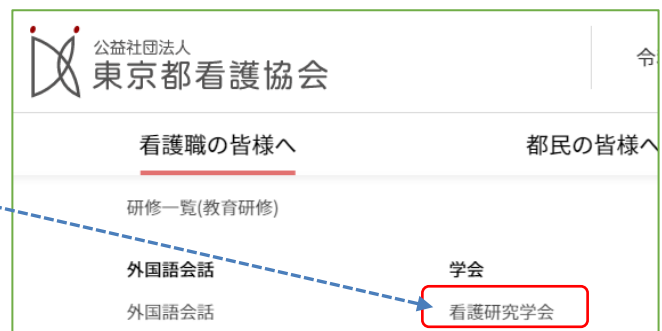 公益社団法人
東京都看護協会
令
看護職の皆様へ
都民の皆様へ
研修一覧(教育研修)
外国語会話
学会
外国語会話
看護研究学会